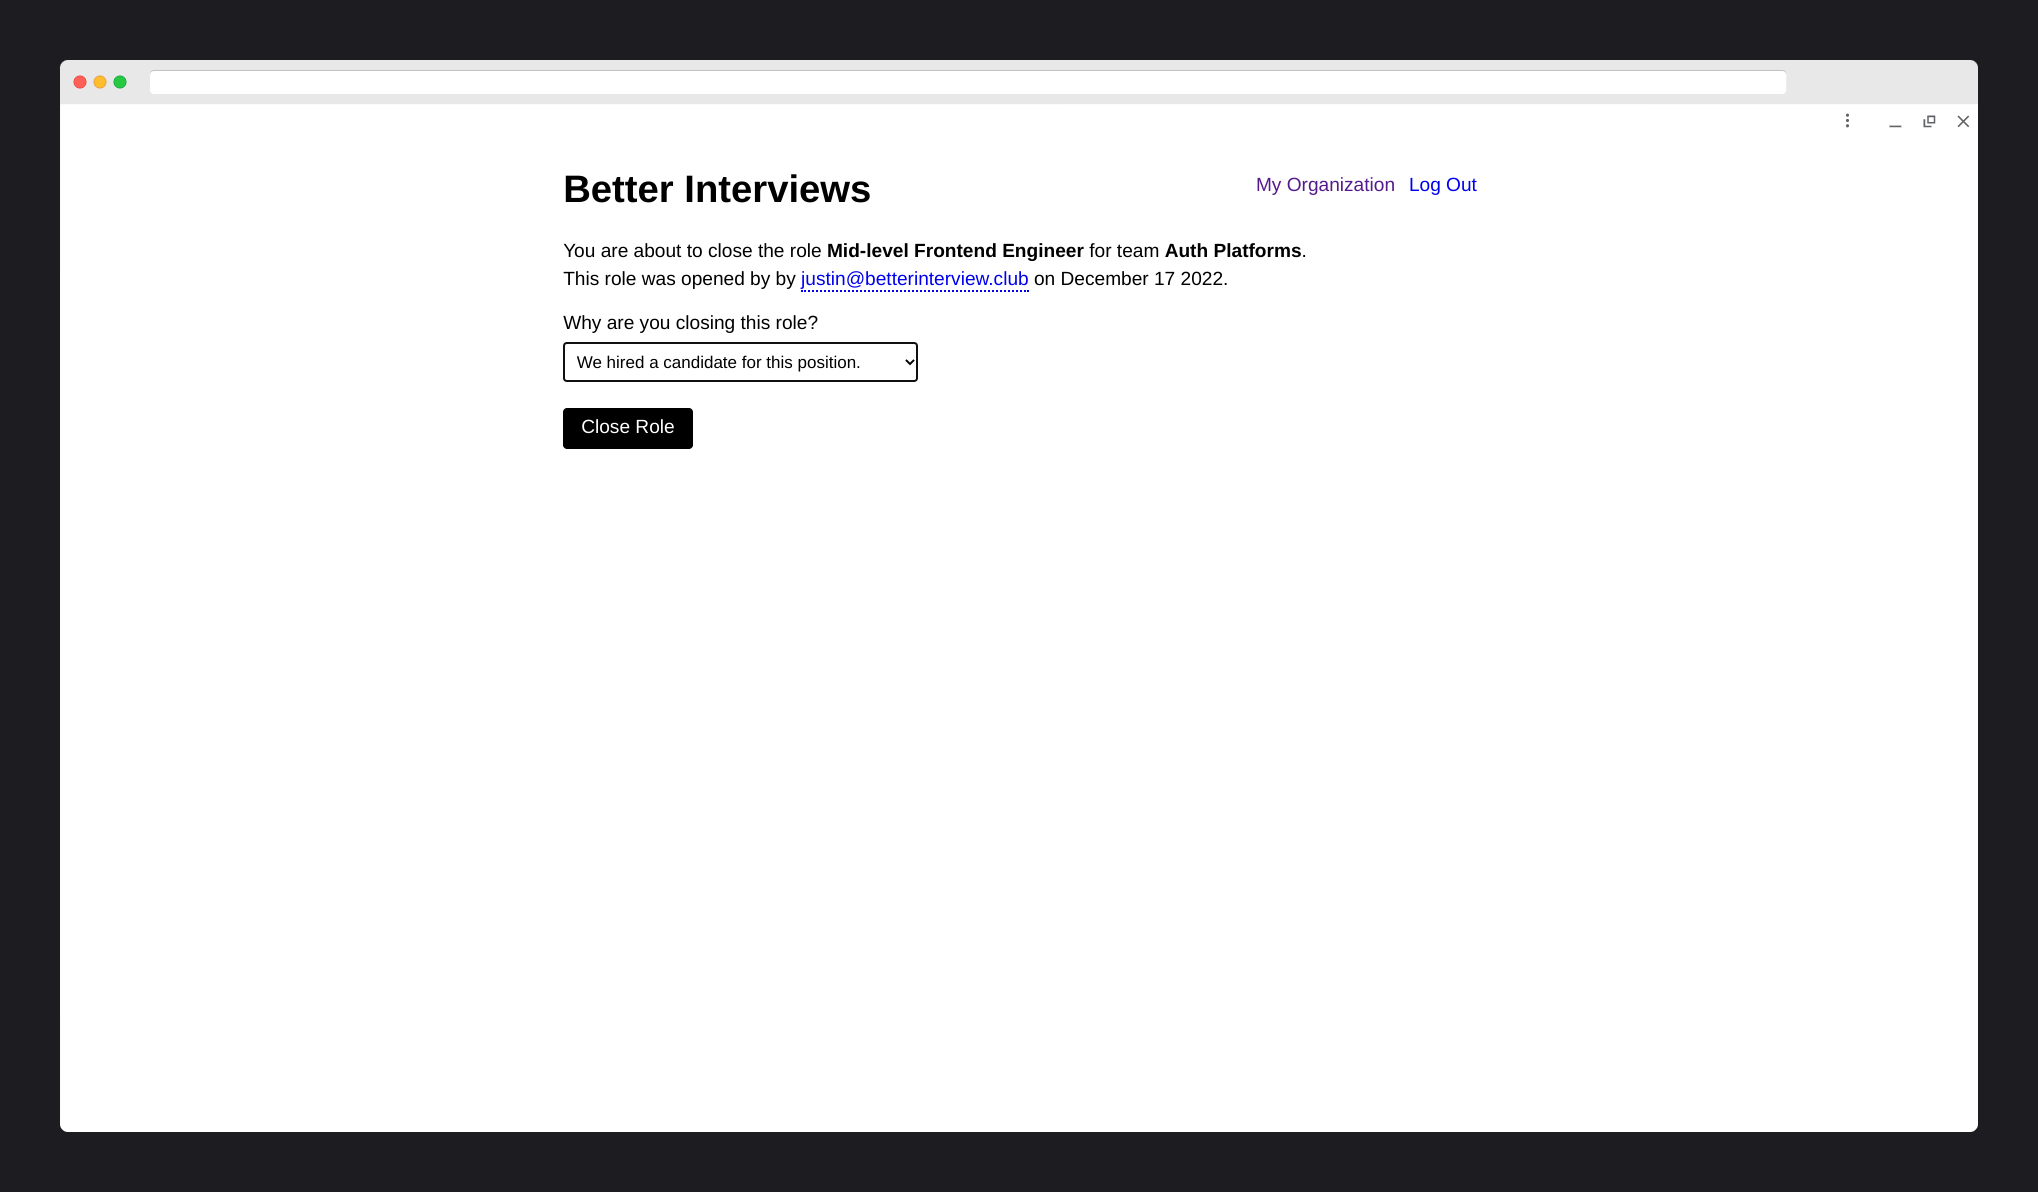 Better Interviews
My Organization Log Out
You are about to close the role Mid-level Frontend Engineer for team Auth Platforms.
This role was opened by by justin@betterinterview.club on December 17 2022.
Why are you closing this role?
We hired a candidate for this position.
Close Role